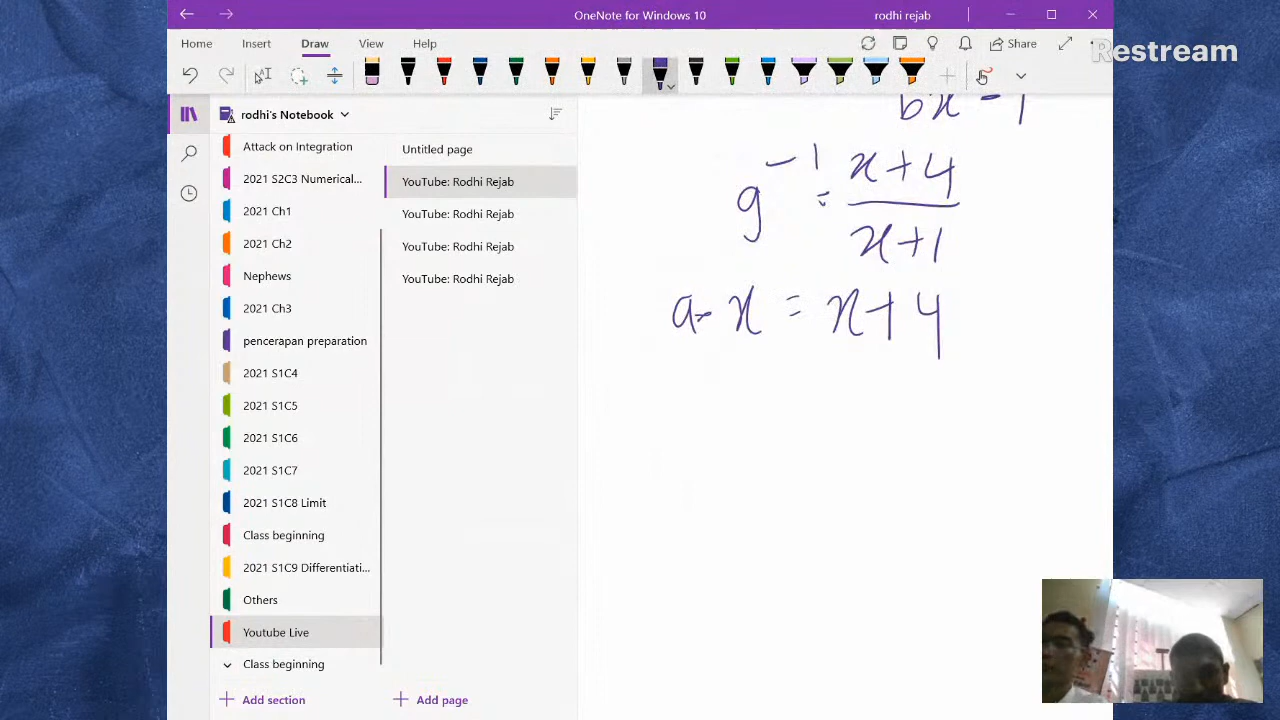 OneNote for Windows 10
rodhi rejab
Restream
Home
Insert
Draw
View
Help
Share
rodhi's Notebook
Attack on Integration
2021 S2C3 Numerical...
2021 Ch1
2021 Ch2
Nephews
2021 Ch3
pencerapan preparation
2021 S1C4
2021 S1C5
2021 S1C6
2021 S1C7
2021 S1C8 Limit
Class beginning
2021 S1C9 Differentiati...
Others
Youtube Live
Class beginning
Add section
Untitled page
YouTube: Rodhi Rejab
YouTube: Rodhi Rejab
YouTube: Rodhi Rejab
YouTube: Rodhi Rejab
Add page
g⁻¹ = (x+4)/(x+1)
x = x+4